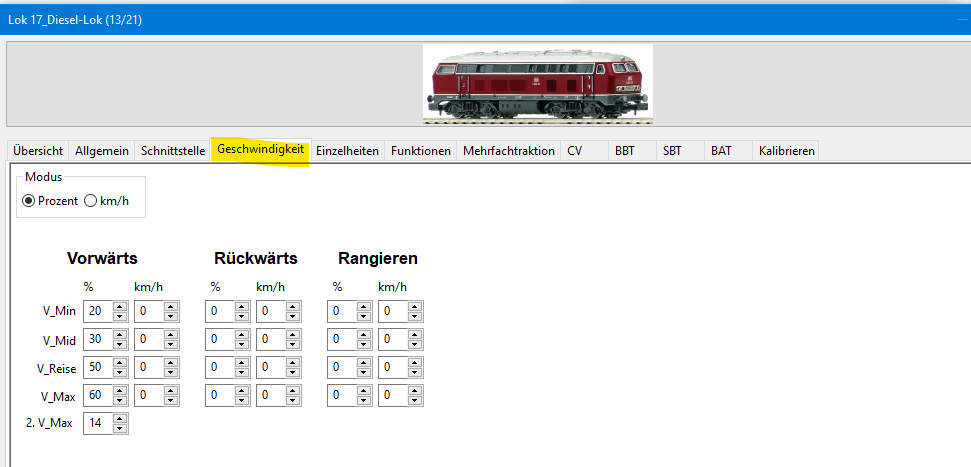 Lok 17_Diesel-Lok (13/21)
Übersicht Allgemein Schnittstelle Geschwindigkeit Einzelheiten Funktionen Mehrfachtraktion CV BBT SBT BAT Kalibrieren
Modus
Prozent km/h
Vorwärts Rückwärts Rangieren
% km/h % km/h % km/h
V_Min 20 0 0 0 0 0
V_Mid 30 0 0 0 0 0
V_Reise 50 0 0 0 0 0
V_Max 60 0 0 0 0 0
2. V_Max 14